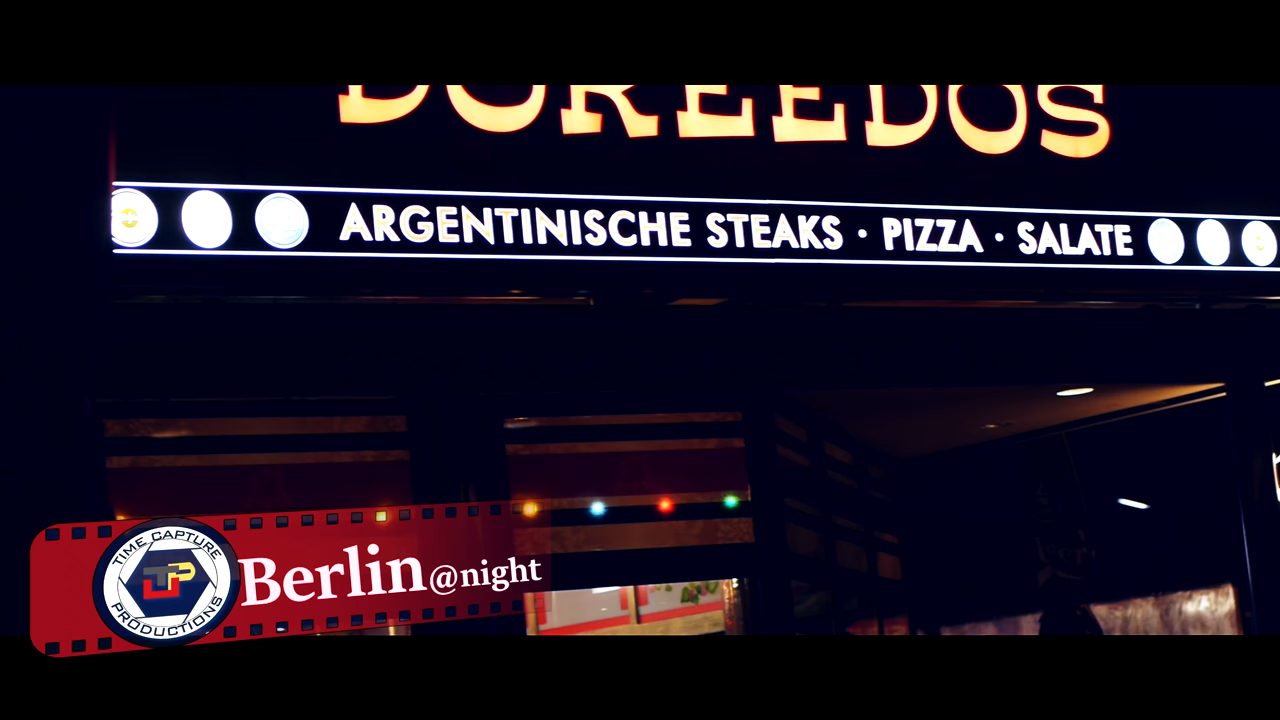 ARGENTINISCHE STEAKS · PIZZA · SALATE
TIME CAPTURE
PRODUCTIONS
Berlin@night